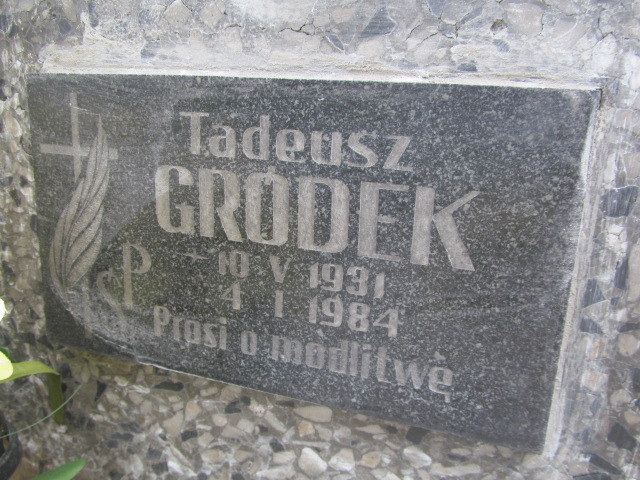 Tadeusz
GRÓDEK
* 10 V 1931
4 I 1984
Prosi o modlitwę